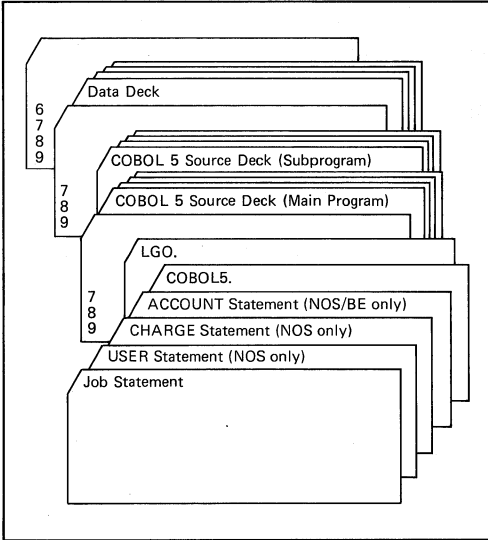 Data Deck
6
7
8
9
COBOL 5 Source Deck (Subprogram)
7
8
9
COBOL 5 Source Deck (Main Program)
LGO.
COBOL5.
7
8
9
ACCOUNT Statement (NOS/BE only)
CHARGE Statement (NOS only)
USER Statement (NOS only)
Job Statement